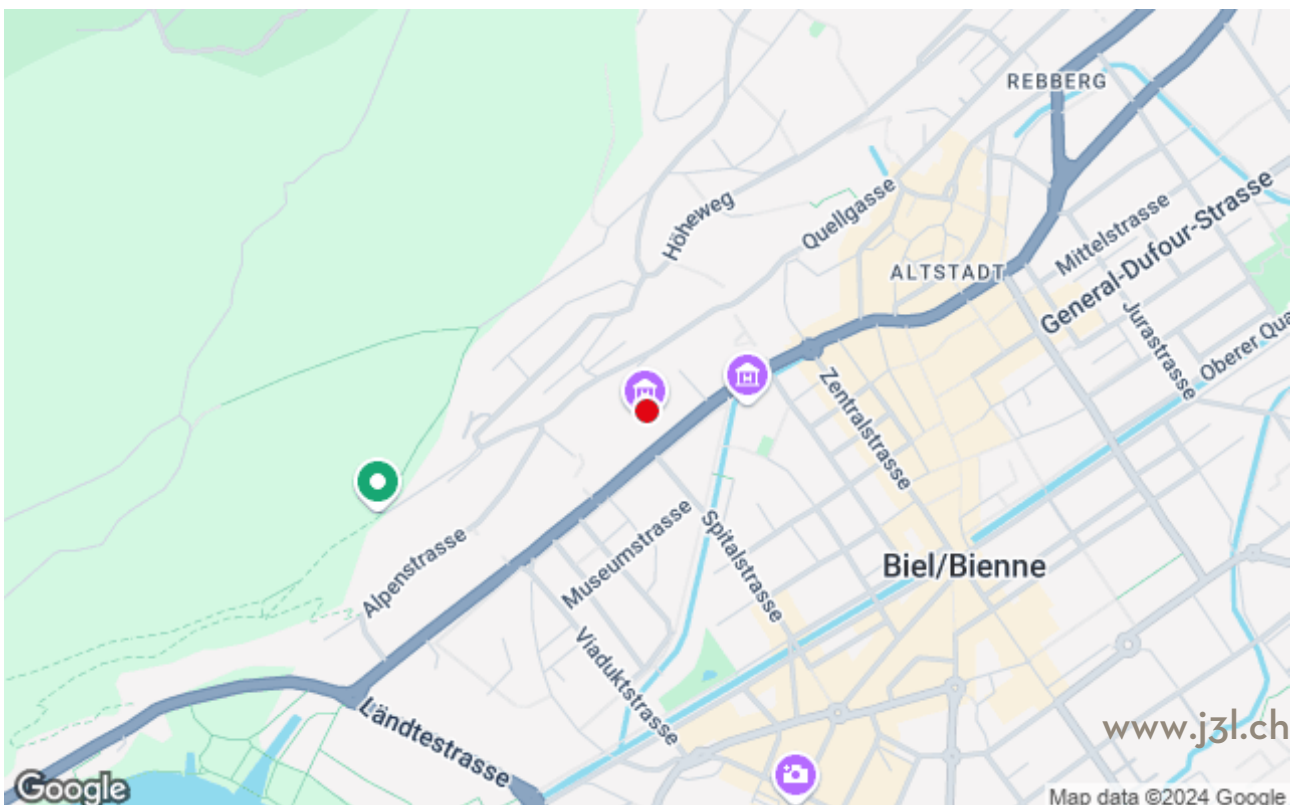 REBBERG
Höheweg
Quellgasse
Mittelstrasse
General-Dufour-Strasse
ALTSTADT
Jurastrasse
Oberer Qua
Zentralstrasse
Spitalstrasse
Museumstrasse
Alpenstrasse
Biel/Bienne
Viaduktstrasse
Ländtestrasse
www.j3l.ch
Google
Map data ©2024 Google